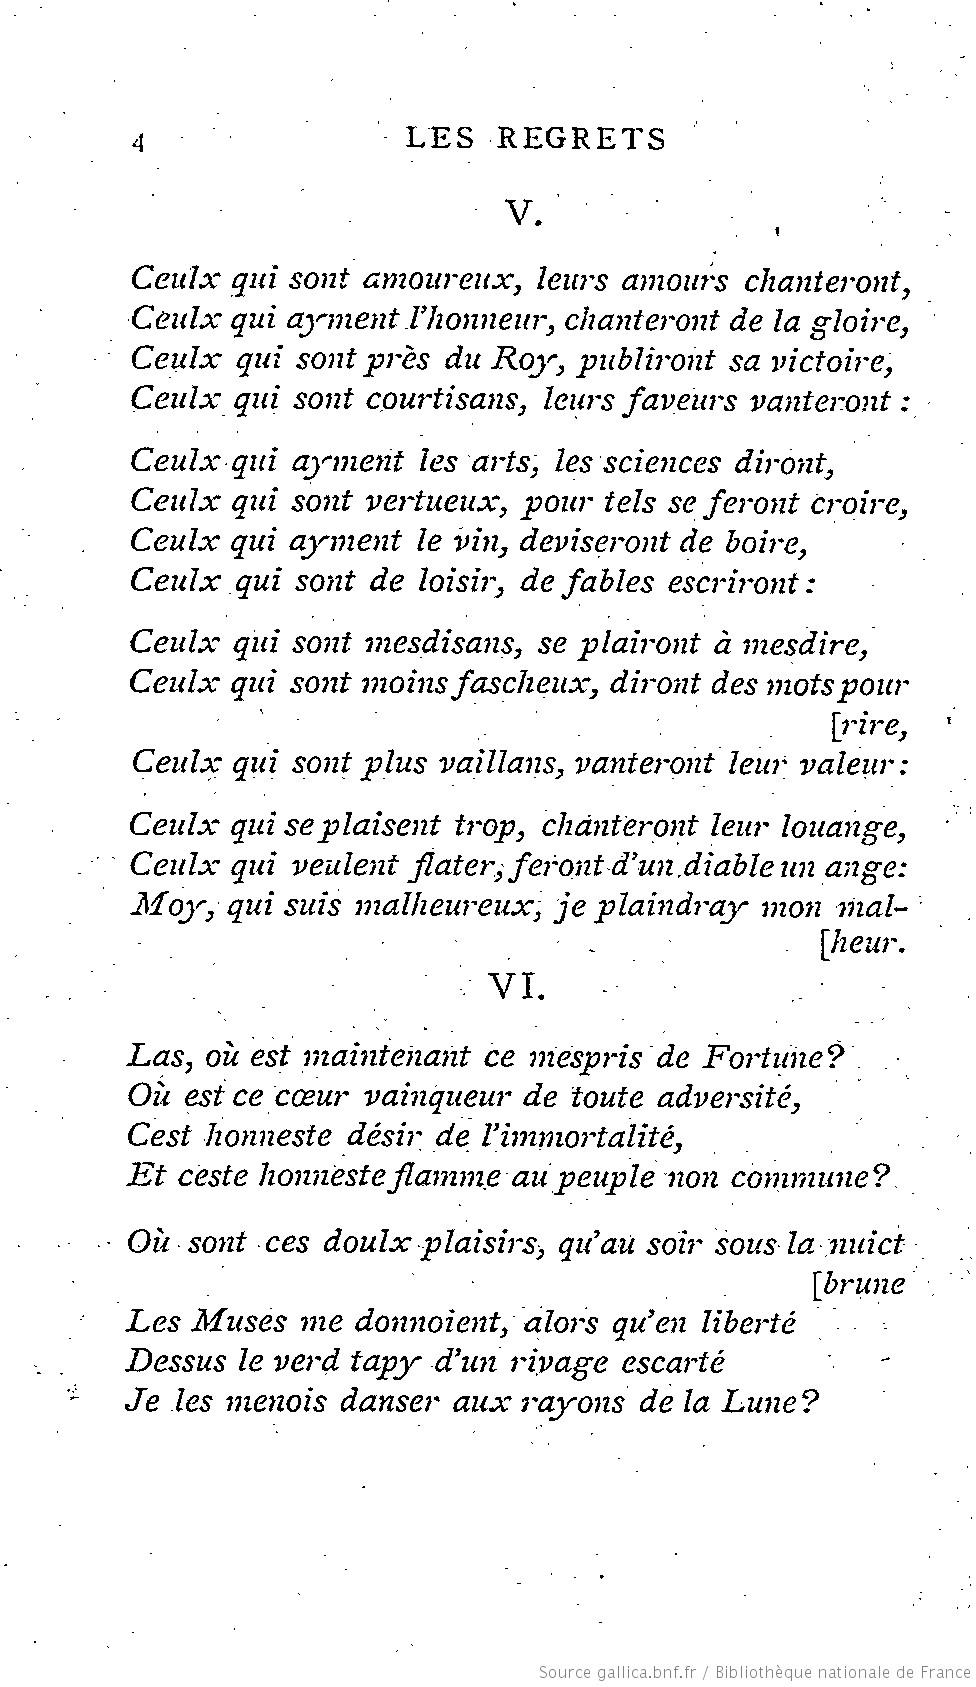 4 LES REGRETS
V.
Ceulx qui sont amoureux, leurs amours chanteront,
Ceulx qui ayment l'honneur, chanteront de la gloire,
Ceulx qui sont près du Roy, publiront sa victoire,
Ceulx qui sont courtisans, leurs faveurs vanteront :
Ceulx qui ayment les arts, les sciences diront,
Ceulx qui sont vertueux, pour tels se feront croire,
Ceulx qui ayment le vin, deviseront de boire,
Ceulx qui sont de loisir, de fables escriront :
Ceulx qui sont mesdisans, se plairont à mesdire,
Ceulx qui sont moins fascheux, diront des mots pour
[rire,
Ceulx qui sont plus vaillans, vanteront leur valeur :
Ceulx qui se plaisent trop, chanteront leur louange,
Ceulx qui veulent flater, feront d'un diable un ange:
Moy, qui suis malheureux, je plaindray mon mal-
[heur.
VI.
Las, où est maintenant ce mespris de Fortune?
Où est ce cœur vainqueur de toute adversité,
Cest honneste désir de l'immortalité,
Et ceste honneste flamme au peuple non commune?
Où sont ces doulx plaisirs, qu'au soir sous la nuict
[brune
Les Muses me donnoient, alors qu'en liberté
Dessus le verd tapy d'un rivage escarté
Je les menois danser aux rayons de la Lune?
Source gallica.bnf.fr / Bibliothèque nationale de France